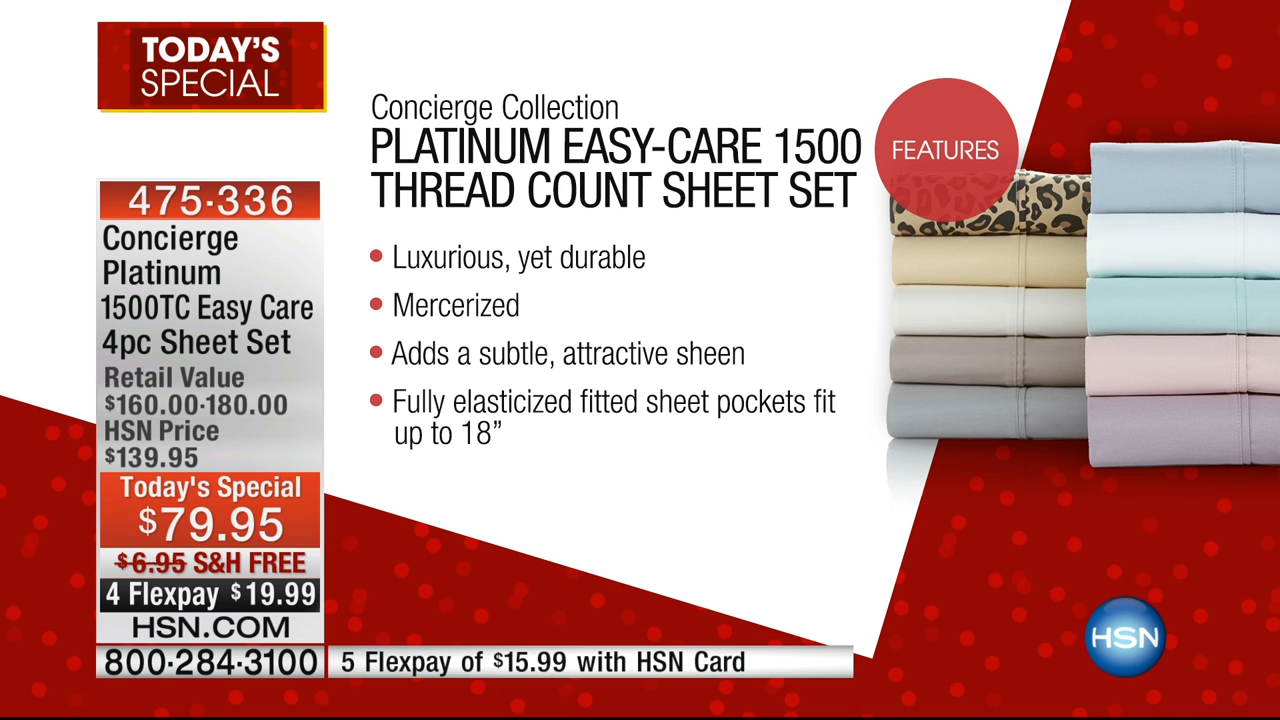 TODAY'S
SPECIAL
Concierge Collection
PLATINUM EASY-CARE 1500
THREAD COUNT SHEET SET
FEATURES
• Luxurious, yet durable
• Mercerized
• Adds a subtle, attractive sheen
• Fully elasticized fitted sheet pockets fit
up to 18”
475·336
Concierge
Platinum
1500TC Easy Care
4pc Sheet Set
Retail Value
$160.00-180.00
HSN Price
$139.95
Today's Special
$79.95
$6.95 S&H FREE
4 Flexpay $19.99
HSN.COM
800·284·3100
5 Flexpay of $15.99 with HSN Card
HSN